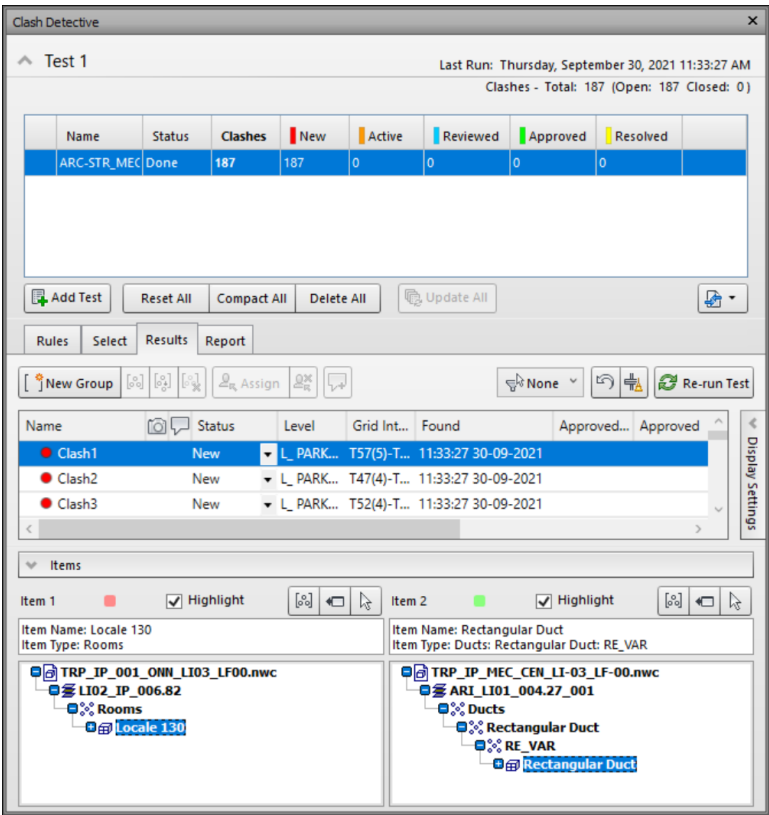 Clash Detective
Test 1
Last Run: Thursday, September 30, 2021 11:33:27 AM
Clashes - Total: 187 (Open: 187 Closed: 0)
Name Status Clashes New Active Reviewed Approved Resolved
ARC-STR_MEC Done 187 187 0 0 0 0
Add Test Reset All Compact All Delete All Update All
Rules Select Results Report
New Group Assign None Re-run Test
Name Status Level Grid Int... Found Approved... Approved
Clash1 New L_ PARK... T57(5)-T... 11:33:27 30-09-2021
Clash2 New L_ PARK... T47(4)-T... 11:33:27 30-09-2021
Clash3 New L_ PARK... T52(4)-T... 11:33:27 30-09-2021
Display Settings
Items
Item 1 Highlight Item 2 Highlight
Item Name: Locale 130
Item Type: Rooms
Item Name: Rectangular Duct
Item Type: Ducts: Rectangular Duct: RE_VAR
TRP_IP_001_ONN_LI03_LF00.nwc
LI02_IP_006.82
Rooms
Locale 130
TRP_IP_MEC_CEN_LI-03_LF-00.nwc
ARI_LI01_004.27_001
Ducts
Rectangular Duct
RE_VAR
Rectangular Duct